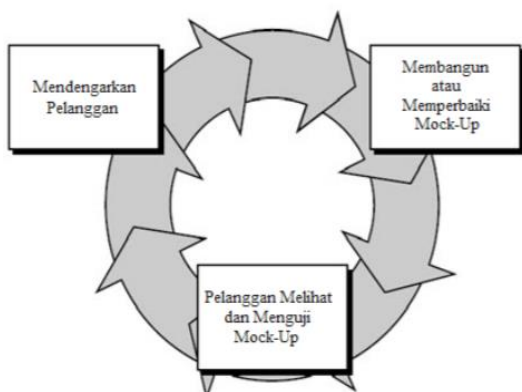 Mendengarkan
Pelanggan
Membangun
atau
Memperbaiki
Mock-Up
Pelanggan Melihat
dan Menguji
Mock-Up